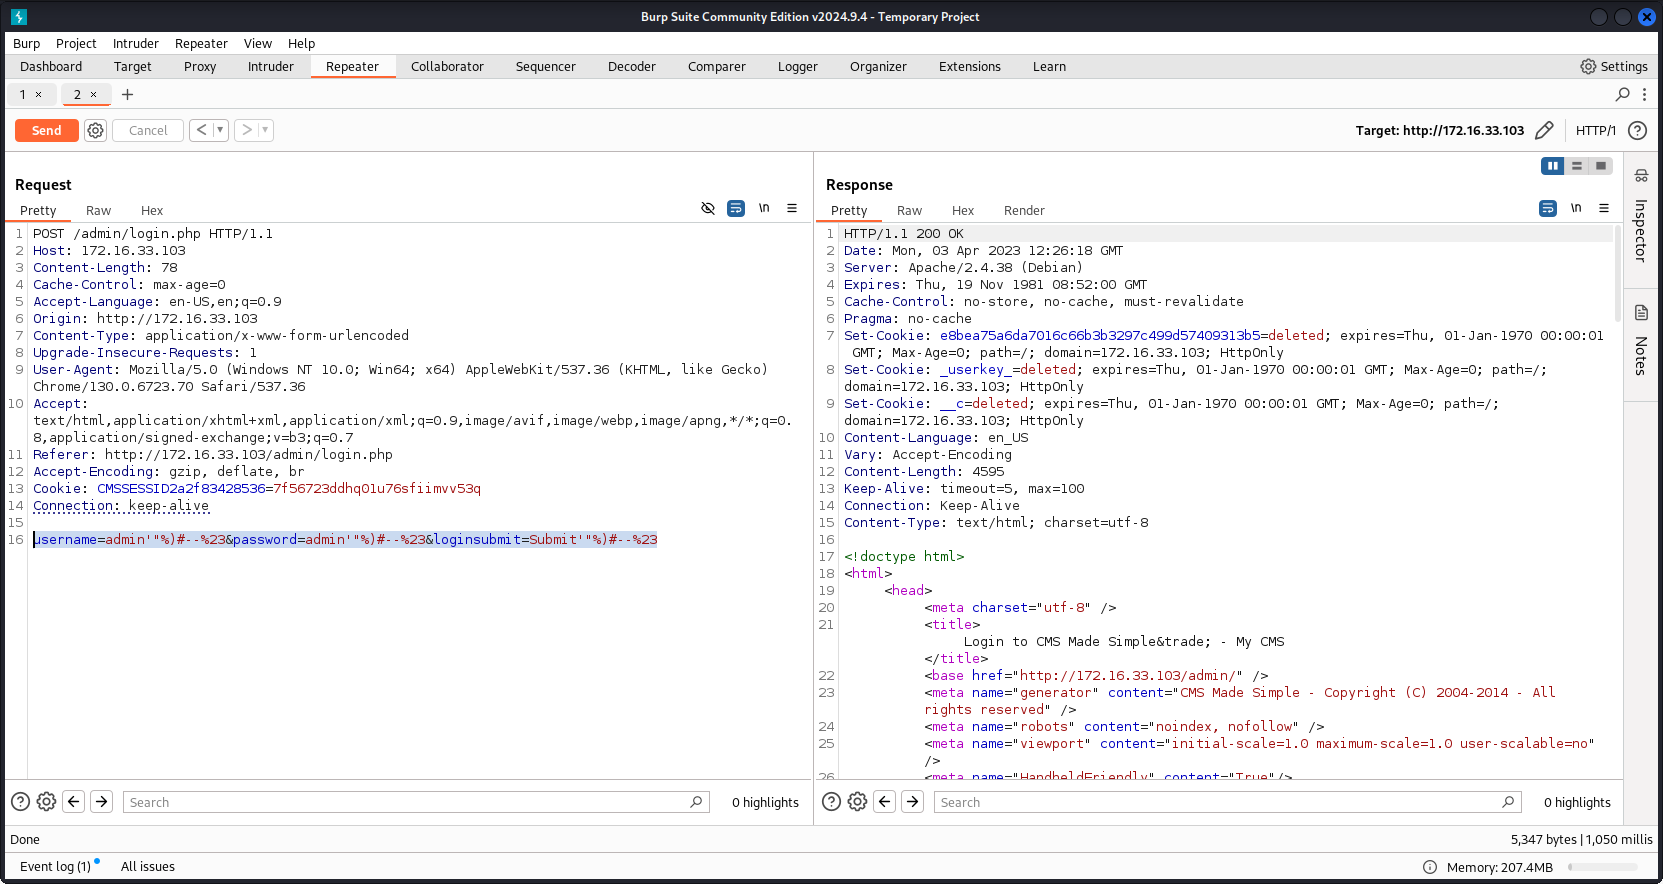 Burp Suite Community Edition v2024.9.4 - Temporary Project
Burp Project Intruder Repeater View Help
Dashboard Target Proxy Intruder Repeater Collaborator Sequencer Decoder Comparer Logger Organizer Extensions Learn Settings
1 × 2 × +
Send Cancel < > Target: http://172.16.33.103 HTTP/1 ?
Request
Pretty Raw Hex \n
1 POST /admin/login.php HTTP/1.1
2 Host: 172.16.33.103
3 Content-Length: 78
4 Cache-Control: max-age=0
5 Accept-Language: en-US,en;q=0.9
6 Origin: http://172.16.33.103
7 Content-Type: application/x-www-form-urlencoded
8 Upgrade-Insecure-Requests: 1
9 User-Agent: Mozilla/5.0 (Windows NT 10.0; Win64; x64) AppleWebKit/537.36 (KHTML, like Gecko)
Chrome/130.0.6723.70 Safari/537.36
10 Accept:
text/html,application/xhtml+xml,application/xml;q=0.9,image/avif,image/webp,image/apng,*/*;q=0.
8,application/signed-exchange;v=b3;q=0.7
11 Referer: http://172.16.33.103/admin/login.php
12 Accept-Encoding: gzip, deflate, br
13 Cookie: CMSSESSID2a2f83428536=7f56723ddhq01u76sfiimvv53q
14 Connection: keep-alive
15
16 username=admin'"%)#--%23&password=admin'"%)#--%23&loginsubmit=Submit'"%)#--%23
? Search 0 highlights
Response
Pretty Raw Hex Render \n
1 HTTP/1.1 200 OK
2 Date: Mon, 03 Apr 2023 12:26:18 GMT
3 Server: Apache/2.4.38 (Debian)
4 Expires: Thu, 19 Nov 1981 08:52:00 GMT
5 Cache-Control: no-store, no-cache, must-revalidate
6 Pragma: no-cache
7 Set-Cookie: e8bea75a6da7016c66b3b3297c499d57409313b5=deleted; expires=Thu, 01-Jan-1970 00:00:01
GMT; Max-Age=0; path=/; domain=172.16.33.103; HttpOnly
8 Set-Cookie: _userkey_=deleted; expires=Thu, 01-Jan-1970 00:00:01 GMT; Max-Age=0; path=/;
domain=172.16.33.103; HttpOnly
9 Set-Cookie: __c=deleted; expires=Thu, 01-Jan-1970 00:00:01 GMT; Max-Age=0; path=/;
domain=172.16.33.103; HttpOnly
10 Content-Language: en_US
11 Vary: Accept-Encoding
12 Content-Length: 4595
13 Keep-Alive: timeout=5, max=100
14 Connection: Keep-Alive
15 Content-Type: text/html; charset=utf-8
16
17 <!doctype html>
18 <html>
19 <head>
20 <meta charset="utf-8" />
21 <title>
Login to CMS Made Simple&trade; - My CMS
</title>
22 <base href="http://172.16.33.103/admin/" />
23 <meta name="generator" content="CMS Made Simple - Copyright (C) 2004-2014 - All
rights reserved" />
24 <meta name="robots" content="noindex, nofollow" />
25 <meta name="viewport" content="initial-scale=1.0 maximum-scale=1.0 user-scalable=no"
/>
26 <meta name="HandheldFriendly" content="True"/>
? Search 0 highlights
Inspector
Notes
Done 5,347 bytes | 1,050 millis
Event log (1) All issues Memory: 207.4MB